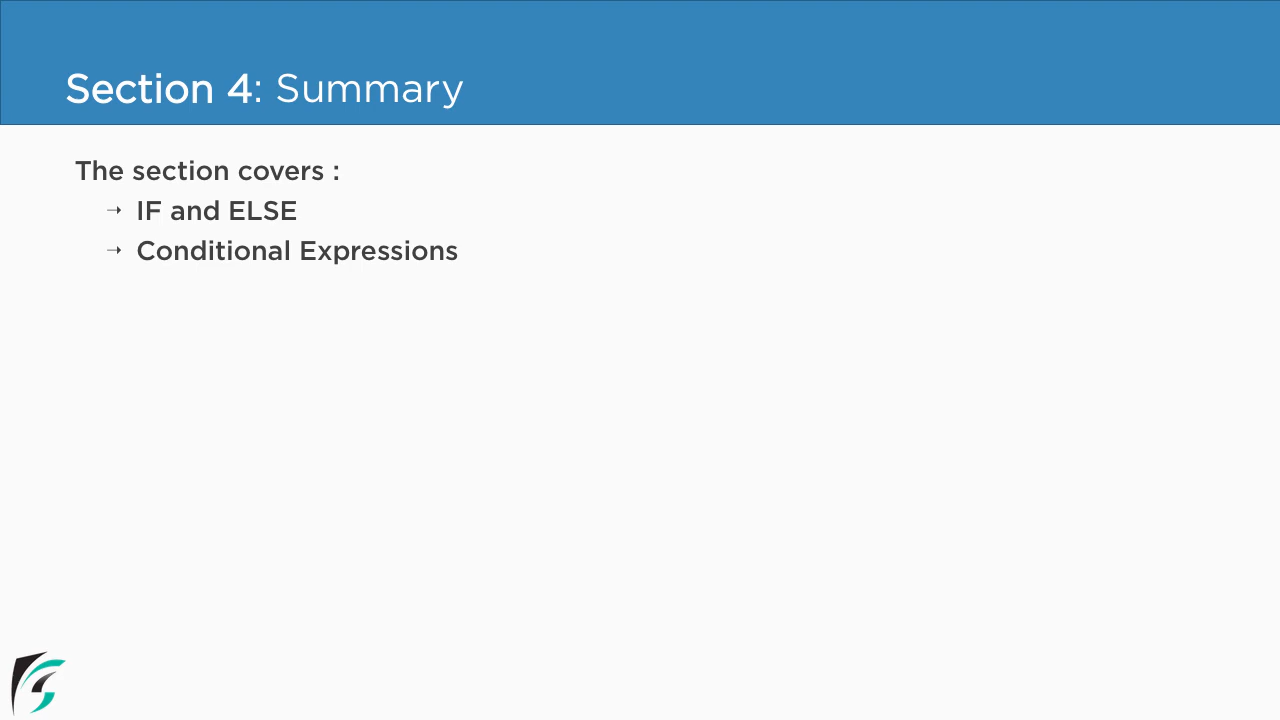 Section 4: Summary
The section covers :
➝ IF and ELSE
➝ Conditional Expressions